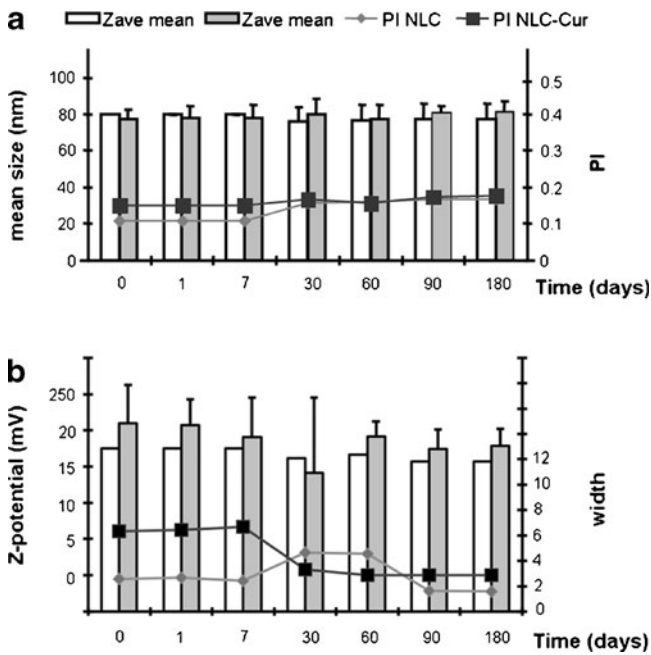 a
Zave mean Zave mean PI NLC PI NLC-Cur
mean size (nm)
100
80
60
40
20
0
PI
0.5
0.4
0.3
0.2
0.1
0
0 1 7 30 60 90 180 Time (days)
b
Z-potential (mV)
250
20
15
10
5
0
width
12
10
8
6
4
2
0
0 1 7 30 60 90 180 Time (days)